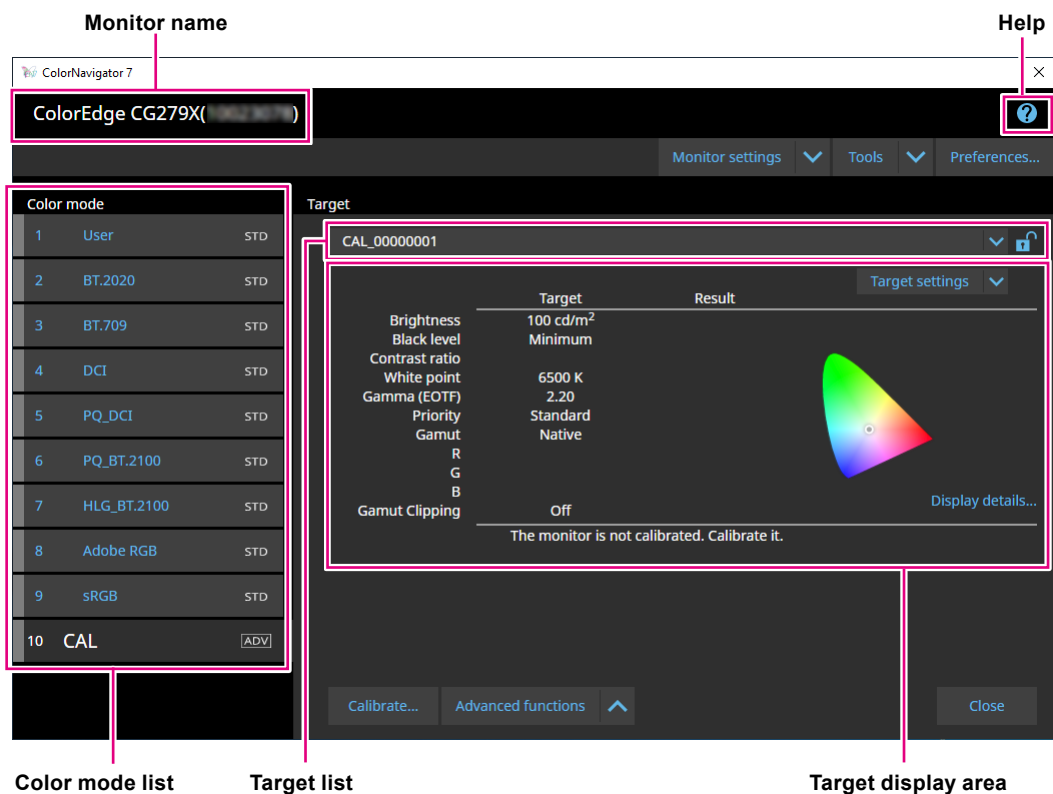 Monitor name
Help
ColorNavigator 7
ColorEdge CG279X( )
Monitor settings
Tools
Preferences...
Color mode
Target
1 User STD
2 BT.2020 STD
3 BT.709 STD
4 DCI STD
5 PQ_DCI STD
6 PQ_BT.2100 STD
7 HLG_BT.2100 STD
8 Adobe RGB STD
9 sRGB STD
10 CAL ADV
CAL_00000001
Target settings
Target Result
Brightness 100 cd/m²
Black level Minimum
Contrast ratio
White point 6500 K
Gamma (EOTF) 2.20
Priority Standard
Gamut Native
R
G
B
Gamut Clipping Off
Display details...
The monitor is not calibrated. Calibrate it.
Calibrate...
Advanced functions
Close
Color mode list
Target list
Target display area